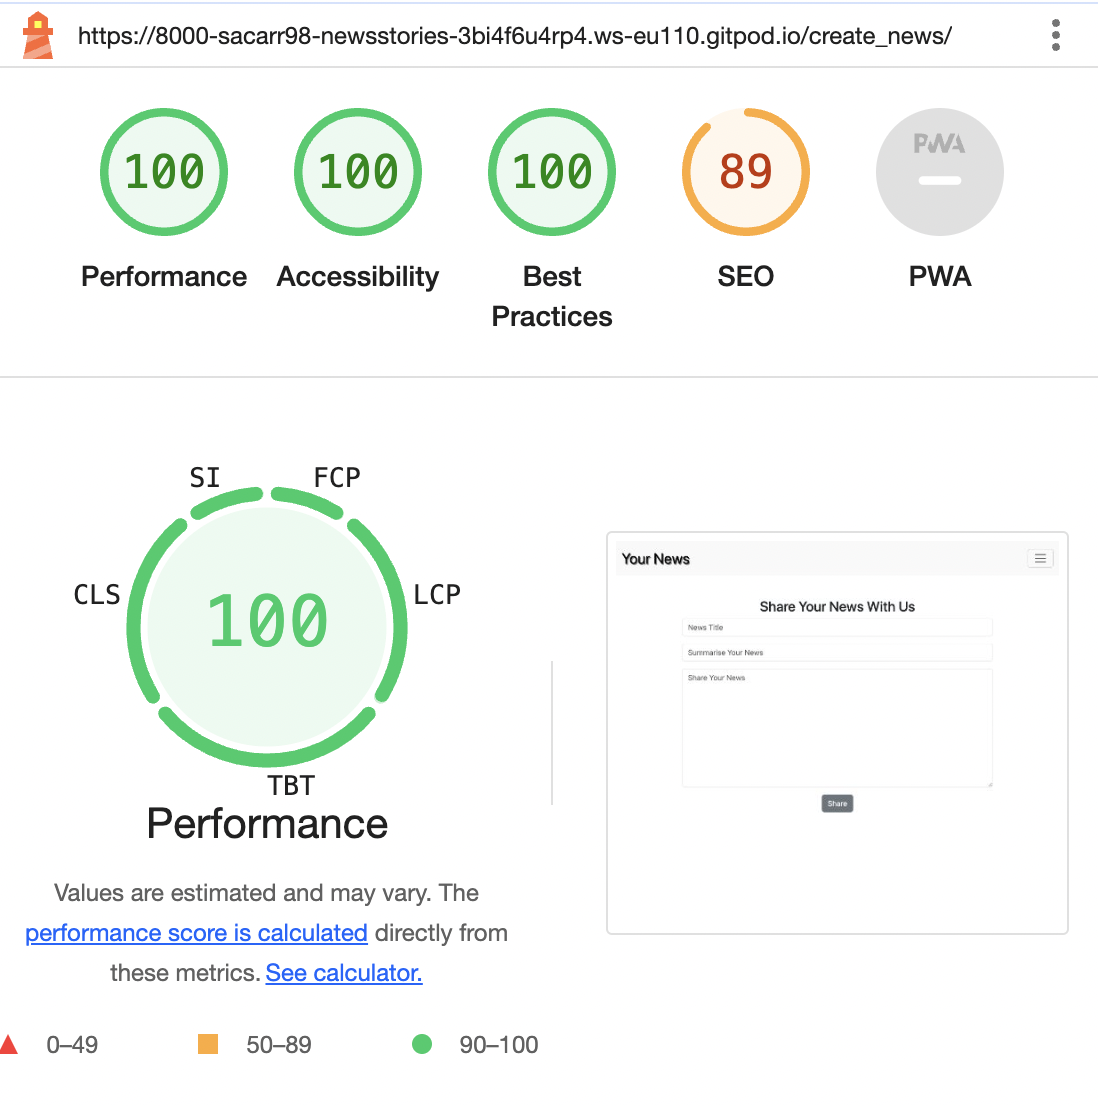 https://8000-sacarr98-newsstories-3bi4f6u4rp4.ws-eu110.gitpod.io/create_news/
100
100
100
89
PWA
Performance
Accessibility
Best
Practices
SEO
PWA
SI
FCP
CLS
LCP
100
TBT
Performance
Values are estimated and may vary. The
performance score is calculated directly from
these metrics. See calculator.
0–49
50–89
90–100
Your News
Share Your News With Us
News Title
Summarise Your News
Share Your News
Share